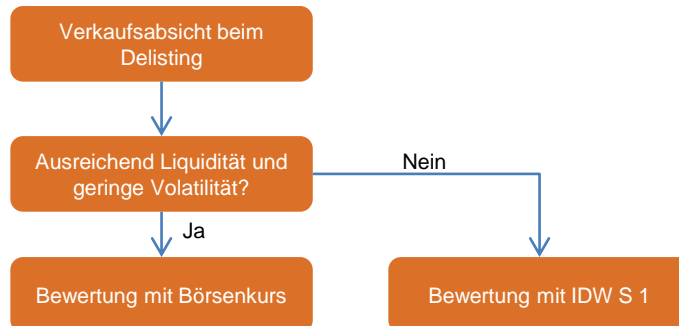 Verkaufsabsicht beim
Delisting
Ausreichend Liquidität und
geringe Volatilität?
Nein
Ja
Bewertung mit Börsenkurs
Bewertung mit IDW S 1